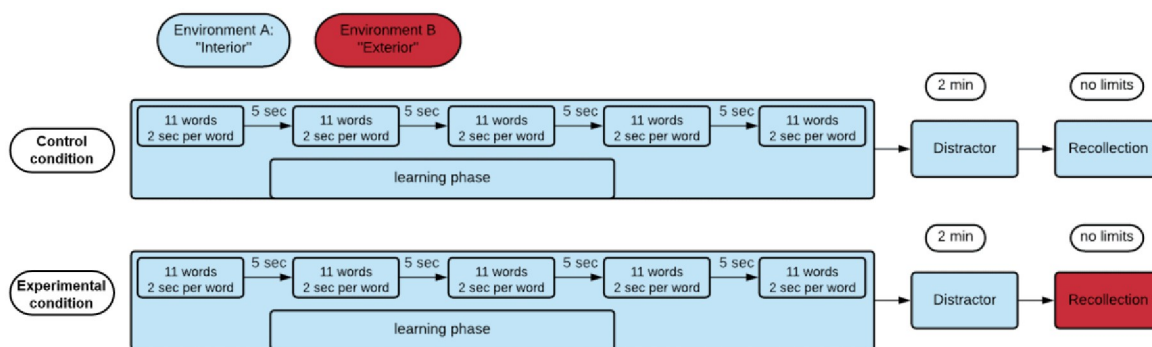 Environment A:
"Interior"
Environment B
"Exterior"
2 min
no limits
Control
condition
11 words
2 sec per word
5 sec
11 words
2 sec per word
5 sec
11 words
2 sec per word
5 sec
11 words
2 sec per word
5 sec
11 words
2 sec per word
learning phase
Distractor
Recollection
2 min
no limits
Experimental
condition
11 words
2 sec per word
5 sec
11 words
2 sec per word
5 sec
11 words
2 sec per word
5 sec
11 words
2 sec per word
5 sec
11 words
2 sec per word
learning phase
Distractor
Recollection